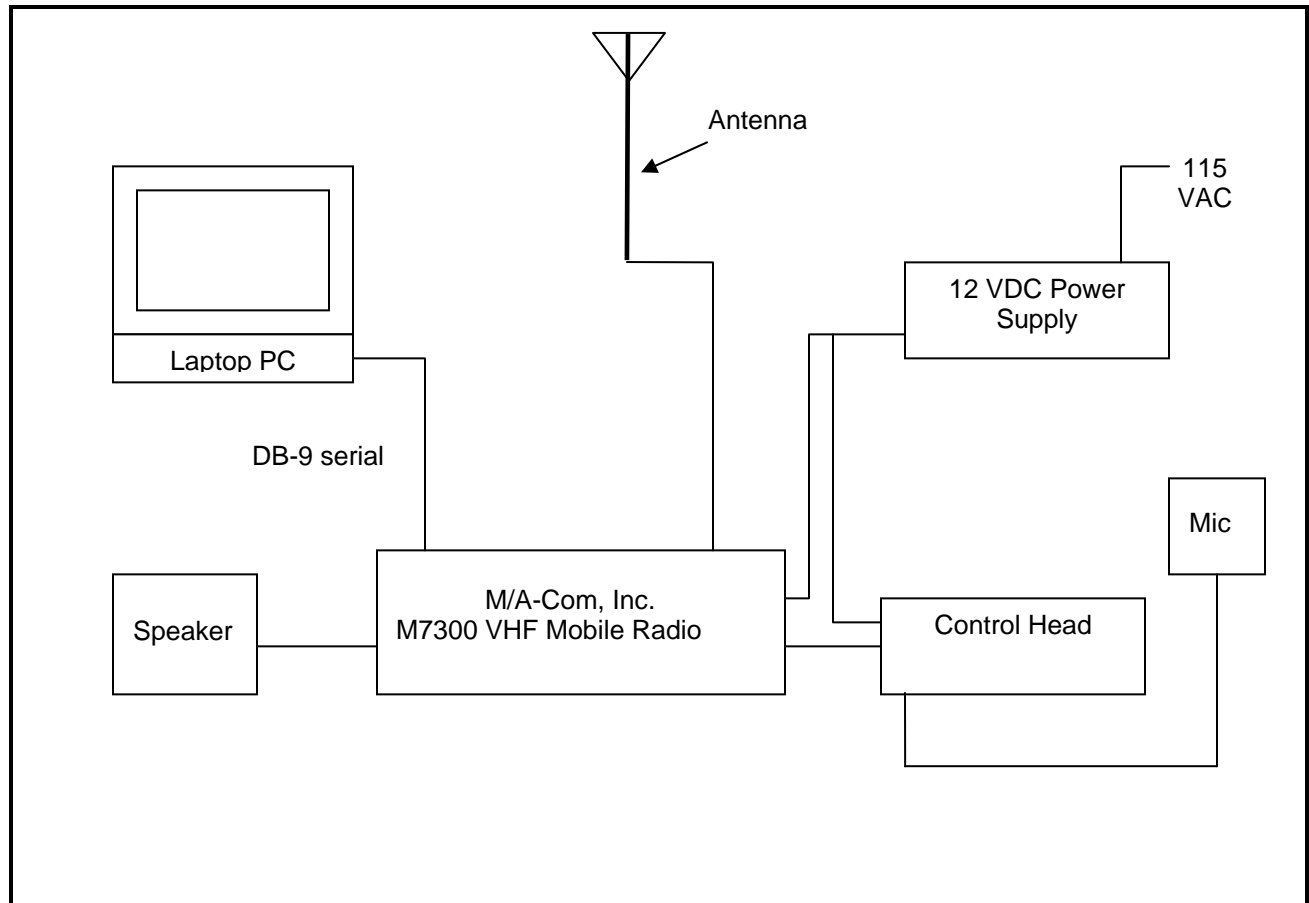 Antenna
115
VAC
12 VDC Power
Supply
Laptop PC
DB-9 serial
Mic
M/A-Com, Inc.
M7300 VHF Mobile Radio
Speaker
Control Head